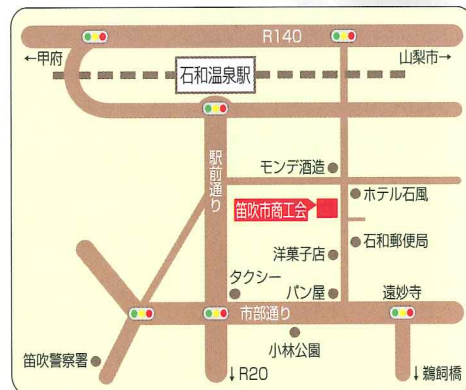 R140
←甲府
山梨市→
石和温泉駅
駅前通り
モンデ酒造
ホテル石風
笛吹市商工会
石和郵便局
洋菓子店
タクシー
パン屋
遠妙寺
市部通り
小林公園
笛吹警察署
↓R20
↓鵜飼橋